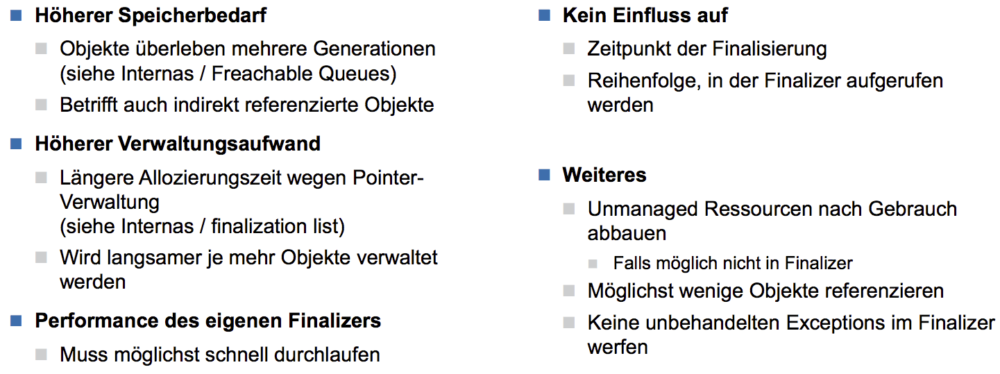 Höherer Speicherbedarf
Objekte überleben mehrere Generationen
(siehe Internas / Freachable Queues)
Betrifft auch indirekt referenzierte Objekte
Höherer Verwaltungsaufwand
Längere Allozierungszeit wegen Pointer-
Verwaltung
(siehe Internas / finalization list)
Wird langsamer je mehr Objekte verwaltet
werden
Performance des eigenen Finalizers
Muss möglichst schnell durchlaufen
Kein Einfluss auf
Zeitpunkt der Finalisierung
Reihenfolge, in der Finalizer aufgerufen
werden
Weiteres
Unmanaged Ressourcen nach Gebrauch
abbauen
Falls möglich nicht in Finalizer
Möglichst wenige Objekte referenzieren
Keine unbehandelten Exceptions im Finalizer
werfen